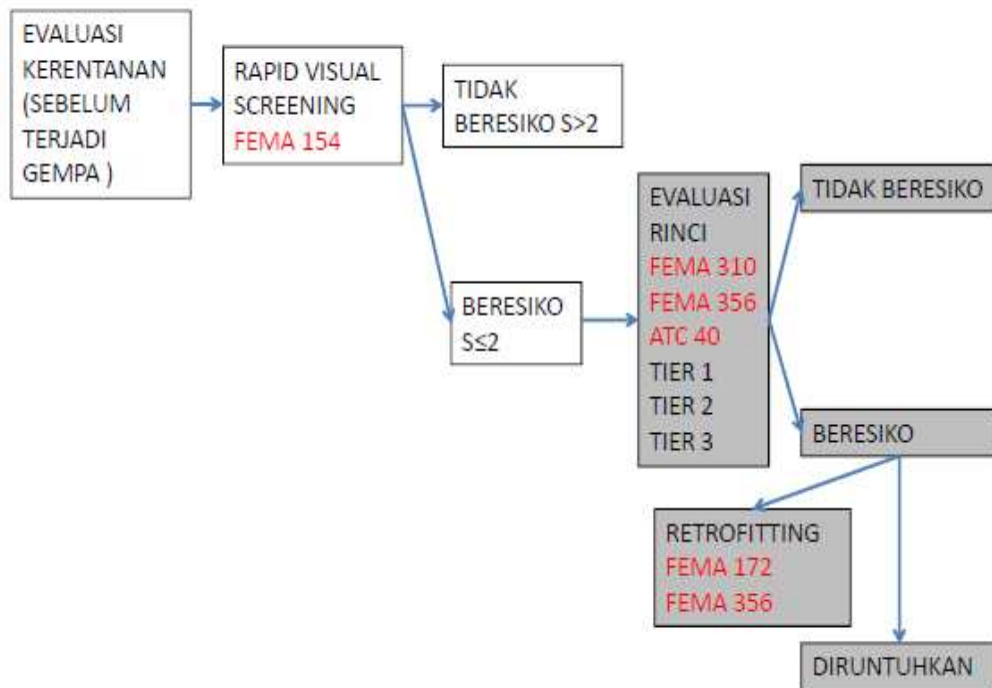 EVALUASI
KERENTANAN
(SEBELUM
TERJADI
GEMPA )
RAPID VISUAL
SCREENING
FEMA 154
TIDAK
BERESIKO S>2
BERESIKO
S≤2
EVALUASI
RINCI
FEMA 310
FEMA 356
ATC 40
TIER 1
TIER 2
TIER 3
TIDAK BERESIKO
BERESIKO
RETROFITTING
FEMA 172
FEMA 356
DIRUNTUHKAN